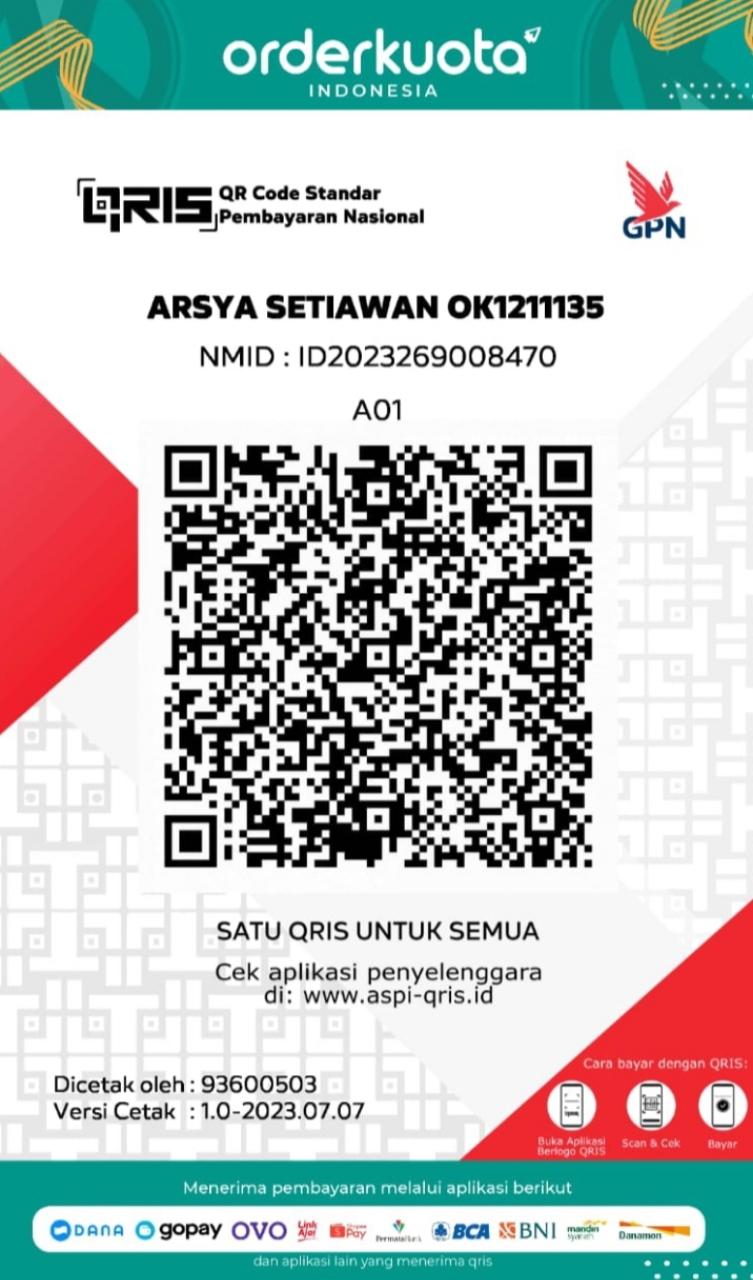 orderkuota
INDONESIA
QRIS
QR Code Standar
Pembayaran Nasional
GPN
ARSYA SETIAWAN OK1211135
NMID : ID2023269008470
A01
SATU QRIS UNTUK SEMUA
Cek aplikasi penyelenggara
di: www.aspi-qris.id
Cara bayar dengan QRIS:
Dicetak oleh : 93600503
Versi Cetak : 1.0-2023.07.07
Buka Aplikasi
Berlogo QRIS
Scan & Cek
Bayar
Menerima pembayaran melalui aplikasi berikut
DANA gopay OVO LinkAja! Shopee Pay PermataBank BCA BNI mandiri syariah Danamon
dan aplikasi lain yang menerima qris